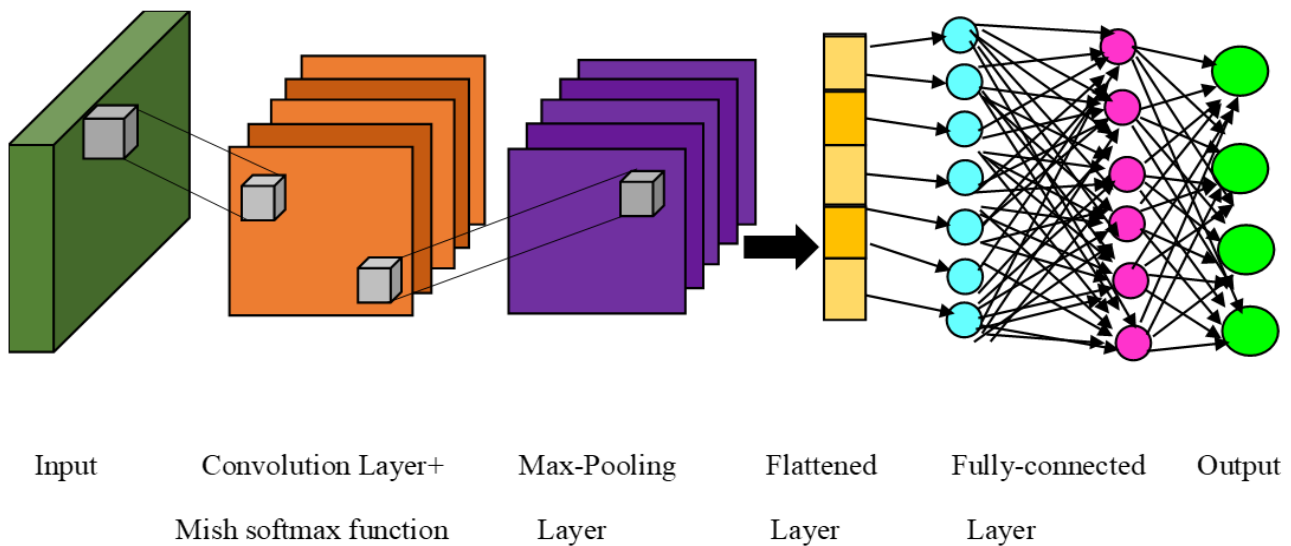 Input Convolution Layer+ Max-Pooling Flattened Fully-connected Output
Mish softmax function Layer Layer Layer